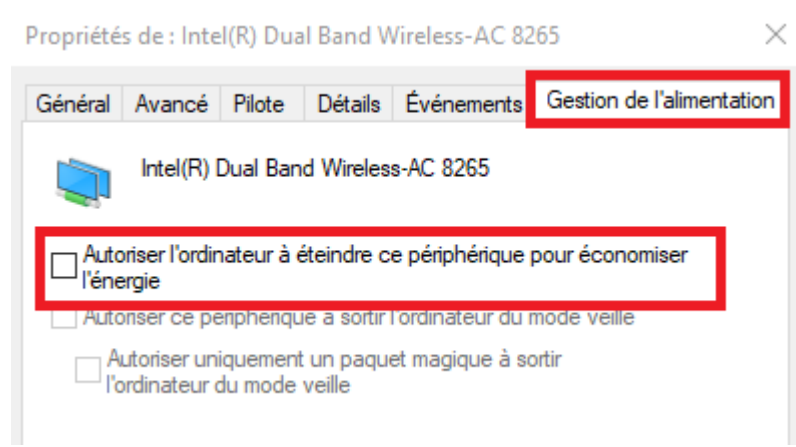 Propriétés de : Intel(R) Dual Band Wireless-AC 8265
Général Avancé Pilote Détails Événements Gestion de l'alimentation
Intel(R) Dual Band Wireless-AC 8265
Autoriser l'ordinateur à éteindre ce périphérique pour économiser
l'énergie
Autoriser ce périphérique à sortir l'ordinateur du mode veille
Autoriser uniquement un paquet magique à sortir
l'ordinateur du mode veille